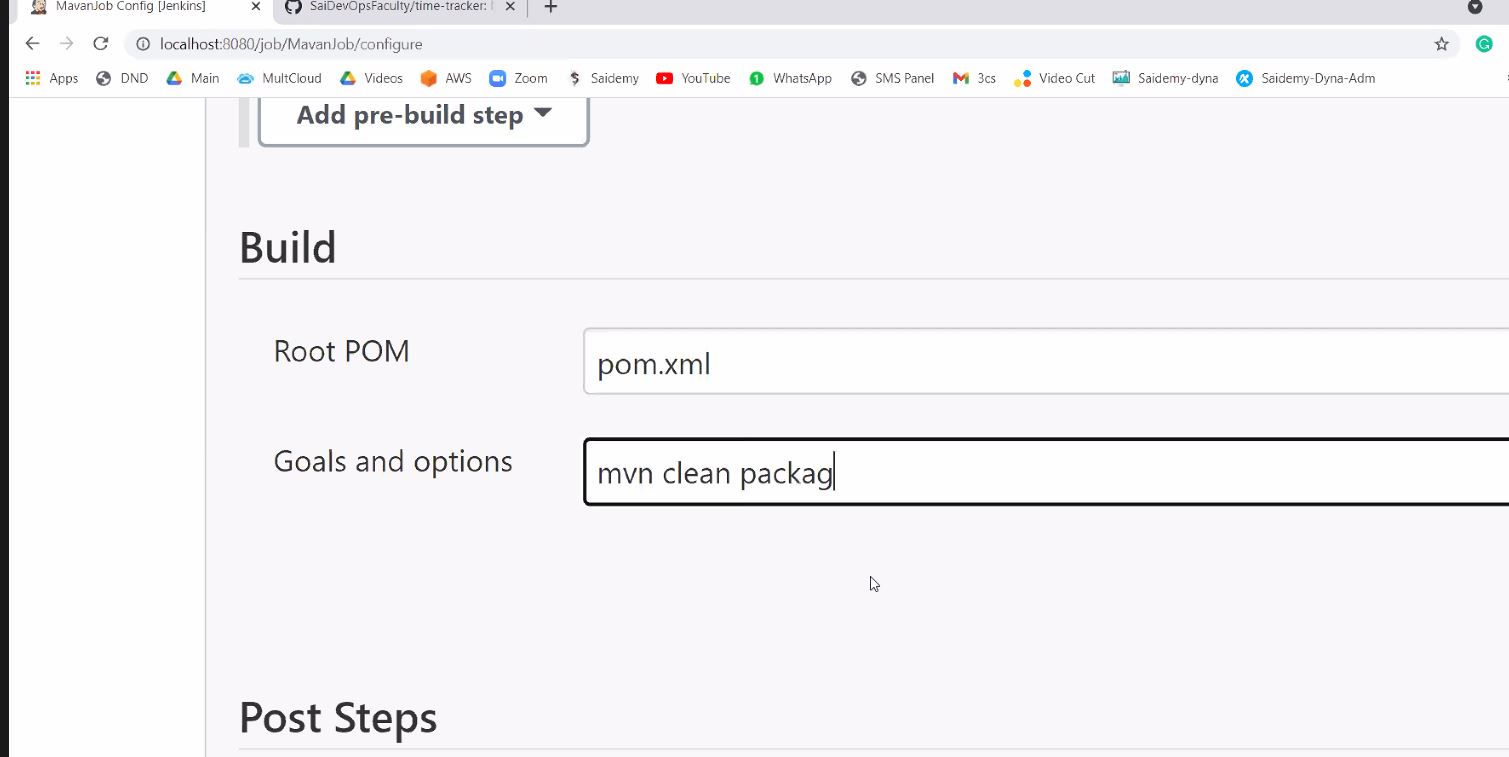 MavanJob Config [Jenkins]
SaiDevOpsFaculty/time-tracker:
localhost:8080/job/MavanJob/configure
Apps DND Main MultCloud Videos AWS Zoom Saidemy YouTube WhatsApp SMS Panel 3cs Video Cut Saidemy-dyna Saidemy-Dyna-Adm
Add pre-build step
Build
Root POM
pom.xml
Goals and options
mvn clean packag
Post Steps